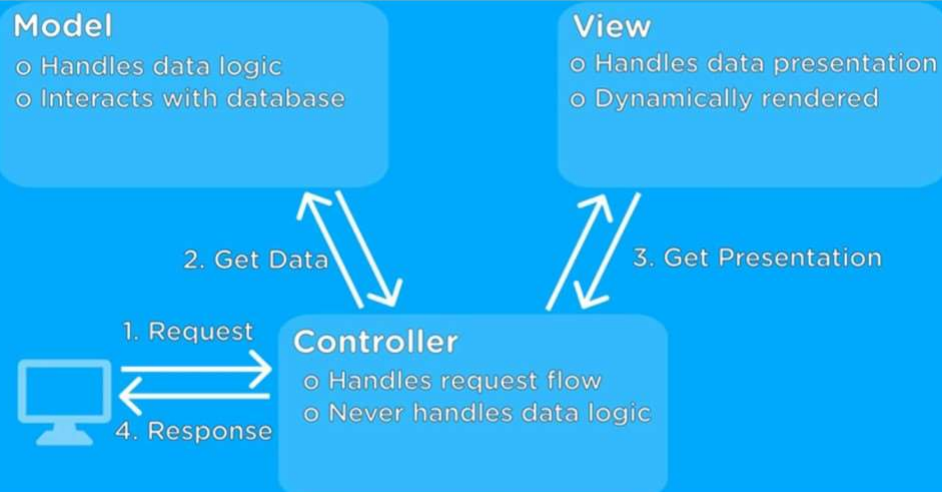 Model
o Handles data logic
o Interacts with database
View
o Handles data presentation
o Dynamically rendered
2. Get Data
3. Get Presentation
1. Request
4. Response
Controller
o Handles request flow
o Never handles data logic